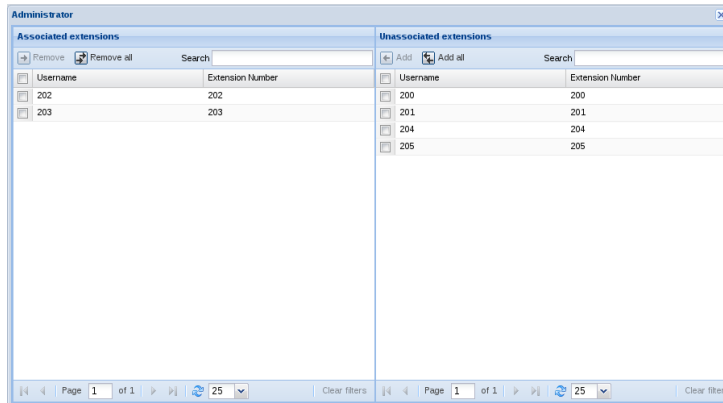 Administrator
Associated extensions
Remove Remove all Search
Username Extension Number
202 202
203 203
Page 1 of 1 25 Clear filters
Unassociated extensions
Add Add all Search
Username Extension Number
200 200
201 201
204 204
205 205
Page 1 of 1 25 Clear filte